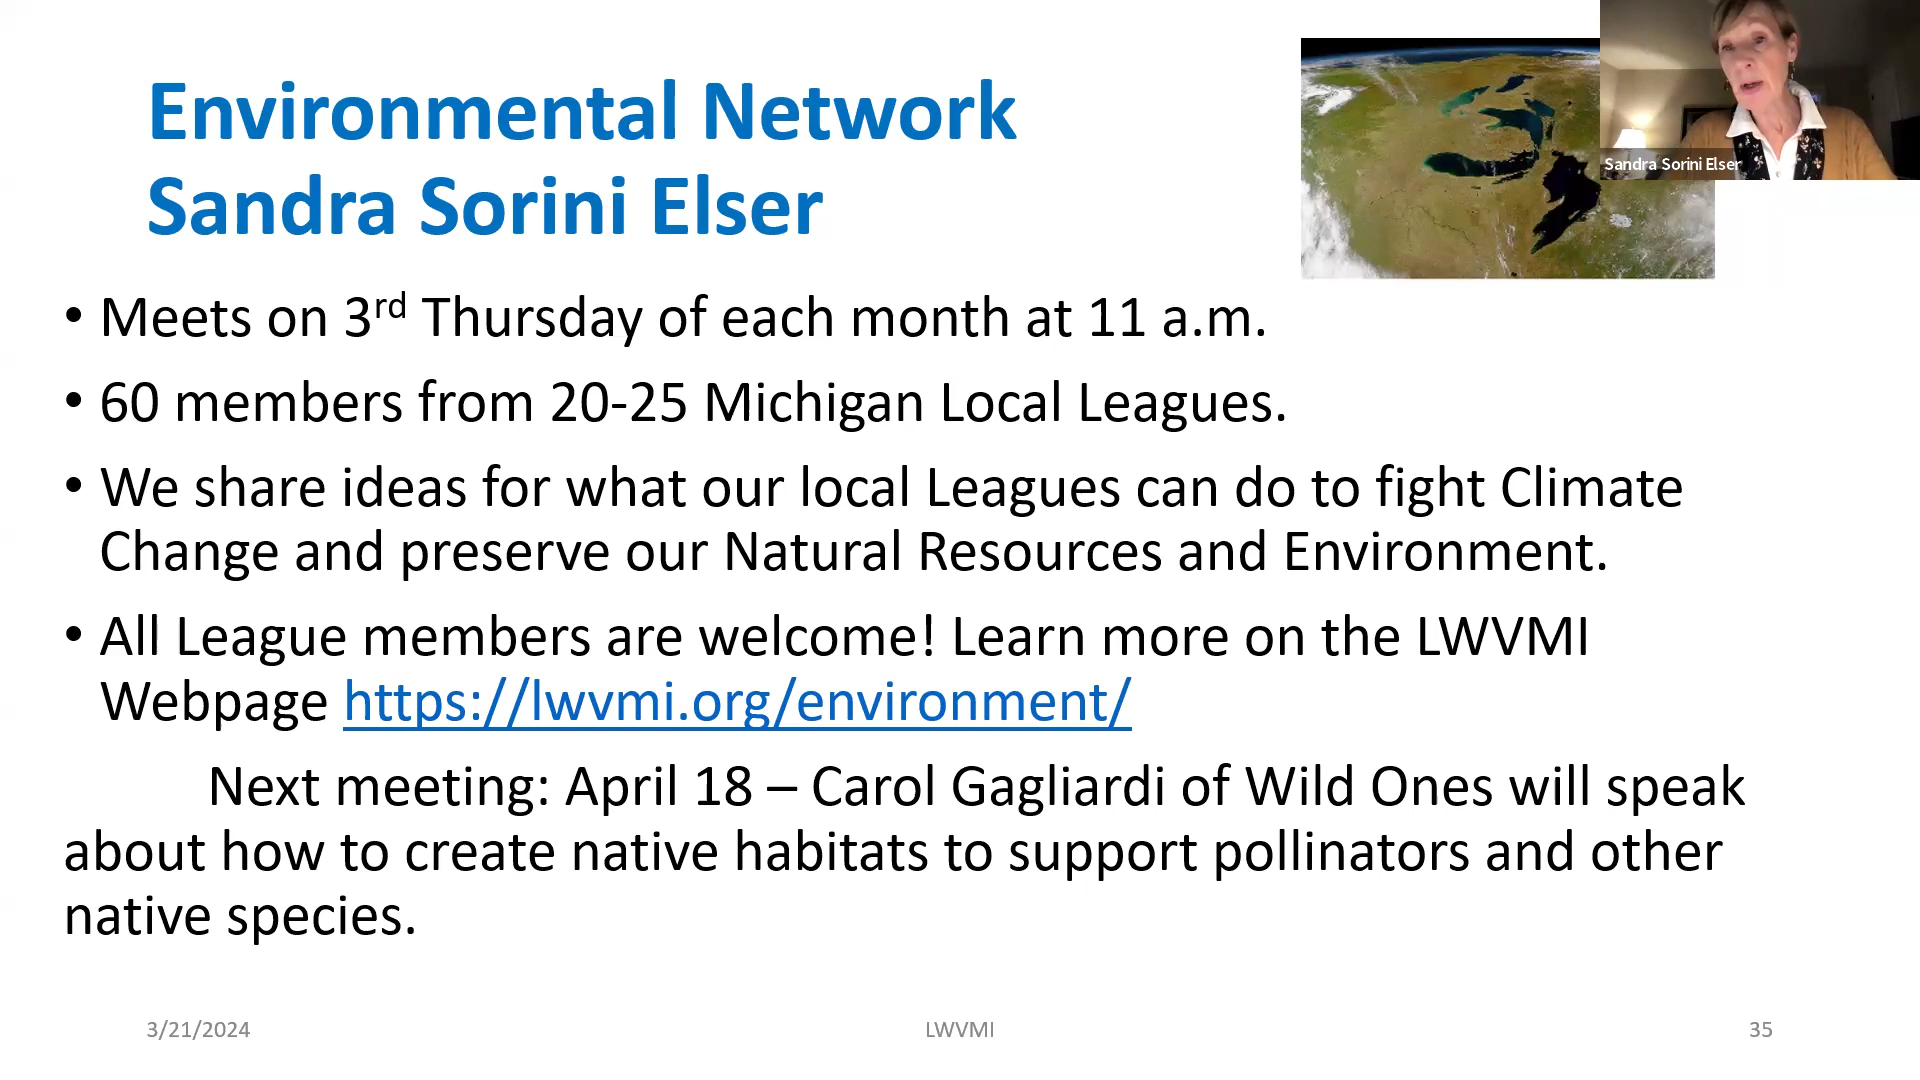 Environmental Network
Sandra Sorini Elser
Sandra Sorini Elser
• Meets on 3rd Thursday of each month at 11 a.m.
• 60 members from 20-25 Michigan Local Leagues.
• We share ideas for what our local Leagues can do to fight Climate
Change and preserve our Natural Resources and Environment.
• All League members are welcome! Learn more on the LWVMI
Webpage https://lwvmi.org/environment/
Next meeting: April 18 – Carol Gagliardi of Wild Ones will speak
about how to create native habitats to support pollinators and other
native species.
3/21/2024
LWVMI
35